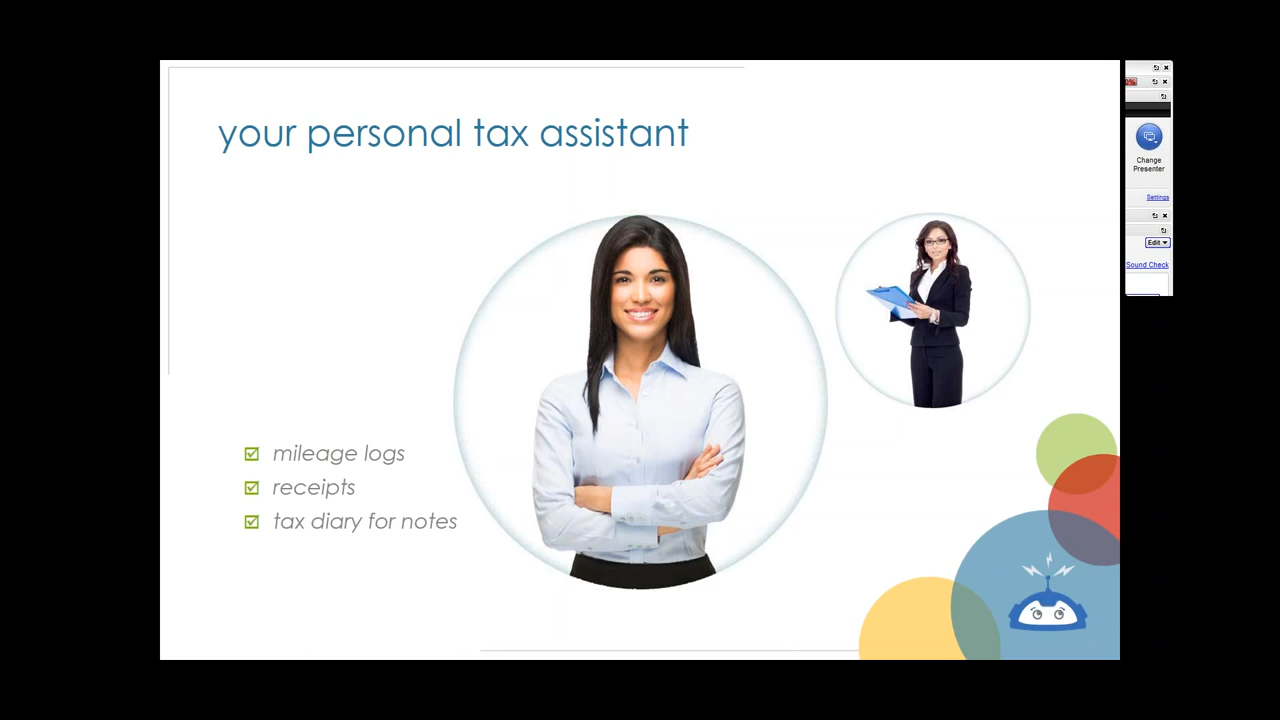 your personal tax assistant
mileage logs
receipts
tax diary for notes
Change
Presenter
Settings
Edit
Sound Check